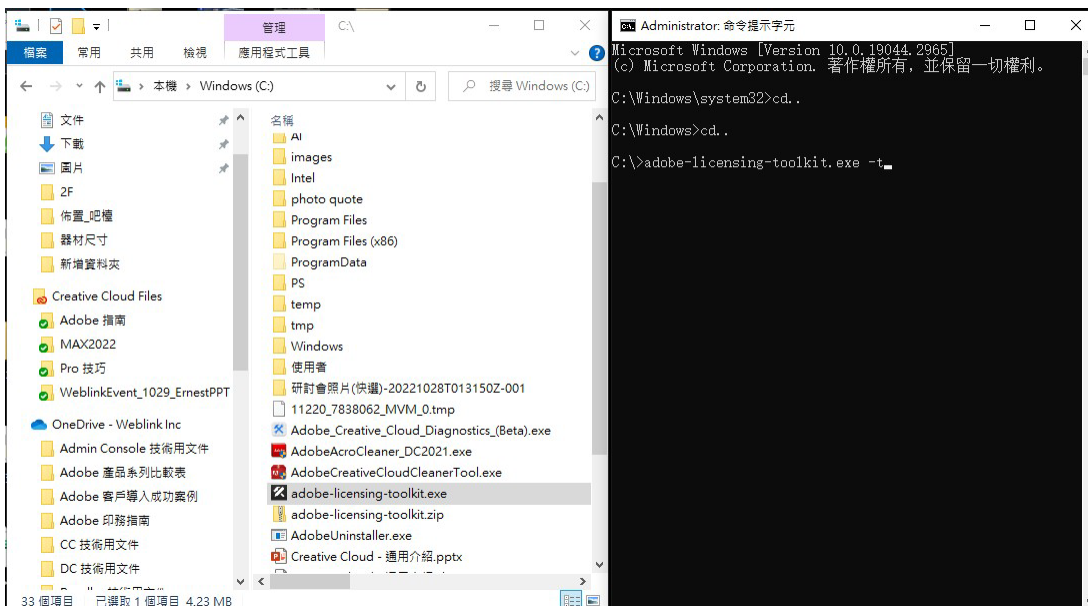 管理
C:\
檔案
常用
共用
檢視
應用程式工具
本機 > Windows (C:)
搜尋 Windows (C:)
文件
下載
圖片
2F
佈置_吧檯
器材尺寸
新增資料夾
Creative Cloud Files
Adobe 指南
MAX2022
Pro 技巧
WeblinkEvent_1029_ErnestPPT
OneDrive - Weblink Inc
Admin Console 技術用文件
Adobe 產品系列比較表
Adobe 客戶導入成功案例
Adobe 印務指南
CC 技術用文件
DC 技術用文件
名稱
AI
images
Intel
photo quote
Program Files
Program Files (x86)
ProgramData
PS
temp
tmp
Windows
使用者
研討會照片(快選)-20221028T013150Z-001
11220_7838062_MVM_0.tmp
Adobe_Creative_Cloud_Diagnostics_(Beta).exe
AdobeAcroCleaner_DC2021.exe
AdobeCreativeCloudCleanerTool.exe
adobe-licensing-toolkit.exe
adobe-licensing-toolkit.zip
AdobeUninstaller.exe
Creative Cloud - 通用介紹.pptx
33 個項目
已選取 1 個項目 4.23 MB
Administrator: 命令提示字元
Microsoft Windows [Version 10.0.19044.2965]
(c) Microsoft Corporation. 著作權所有，並保留一切權利。
C:\Windows\system32>cd..
C:\Windows>cd..
C:\>adobe-licensing-toolkit.exe -t